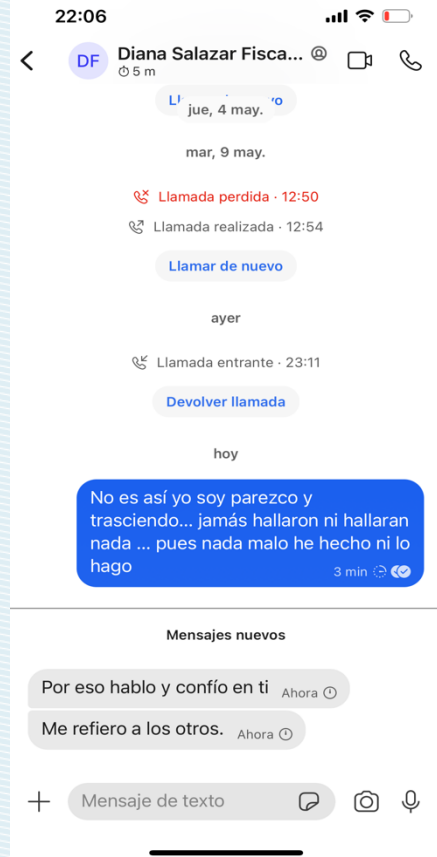 22:06
Diana Salazar Fisca...
5 m
jue, 4 may.
mar, 9 may.
Llamada perdida · 12:50
Llamada realizada · 12:54
Llamar de nuevo
ayer
Llamada entrante · 23:11
Devolver llamada
hoy
No es así yo soy parezco y
trasciendo... jamás hallaron ni hallaran
nada ... pues nada malo he hecho ni lo
hago
3 min
Mensajes nuevos
Por eso hablo y confío en ti Ahora
Me refiero a los otros. Ahora
Mensaje de texto
DF